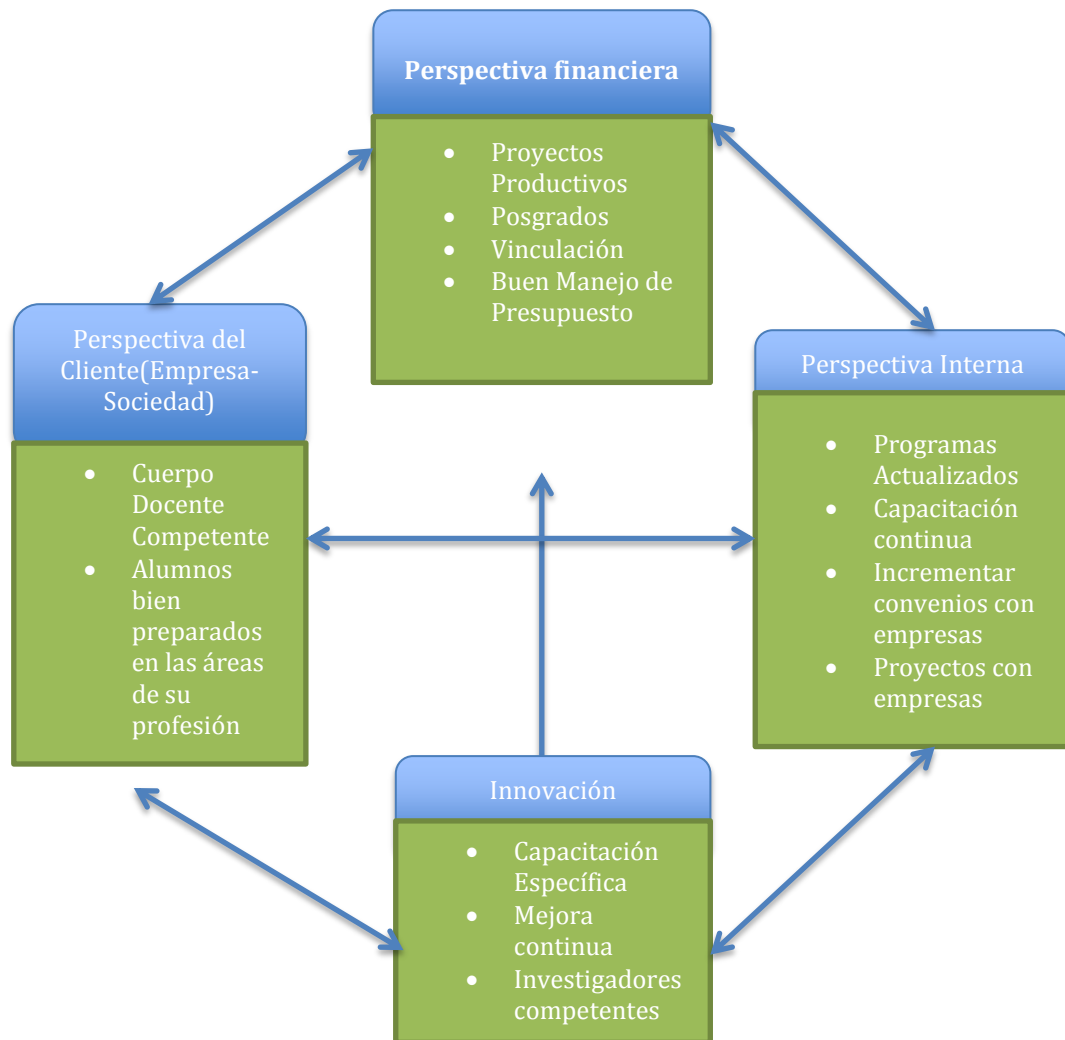 Perspectiva financiera
• Proyectos
Productivos
• Posgrados
• Vinculación
• Buen Manejo de
Presupuesto
Perspectiva del
Cliente(Empresa-
Sociedad)
• Cuerpo
Docente
Competente
• Alumnos
bien
preparados
en las áreas
de su
profesión
Perspectiva Interna
• Programas
Actualizados
• Capacitación
continua
• Incrementar
convenios con
empresas
• Proyectos con
empresas
Innovación
• Capacitación
Específica
• Mejora
continua
• Investigadores
competentes